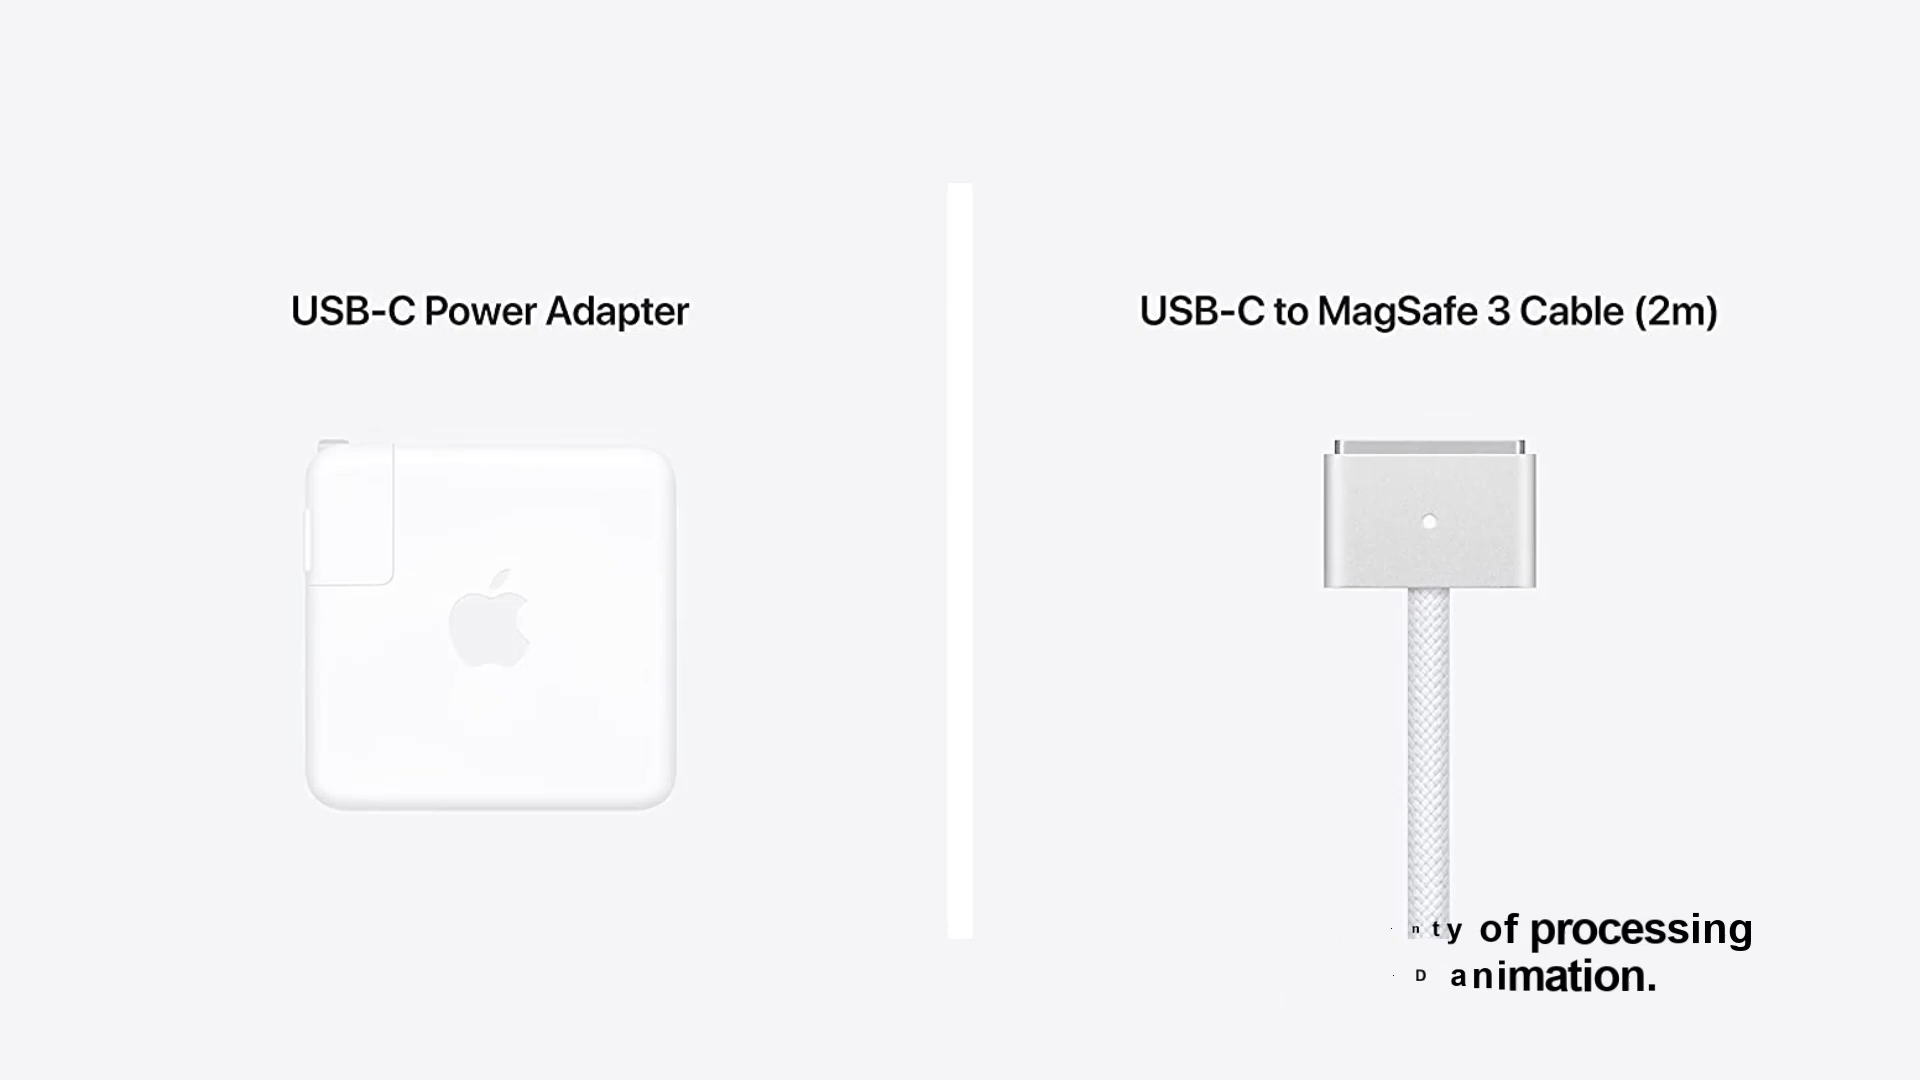 USB-C Power Adapter
USB-C to MagSafe 3 Cable (2m)
of processing
D animation.